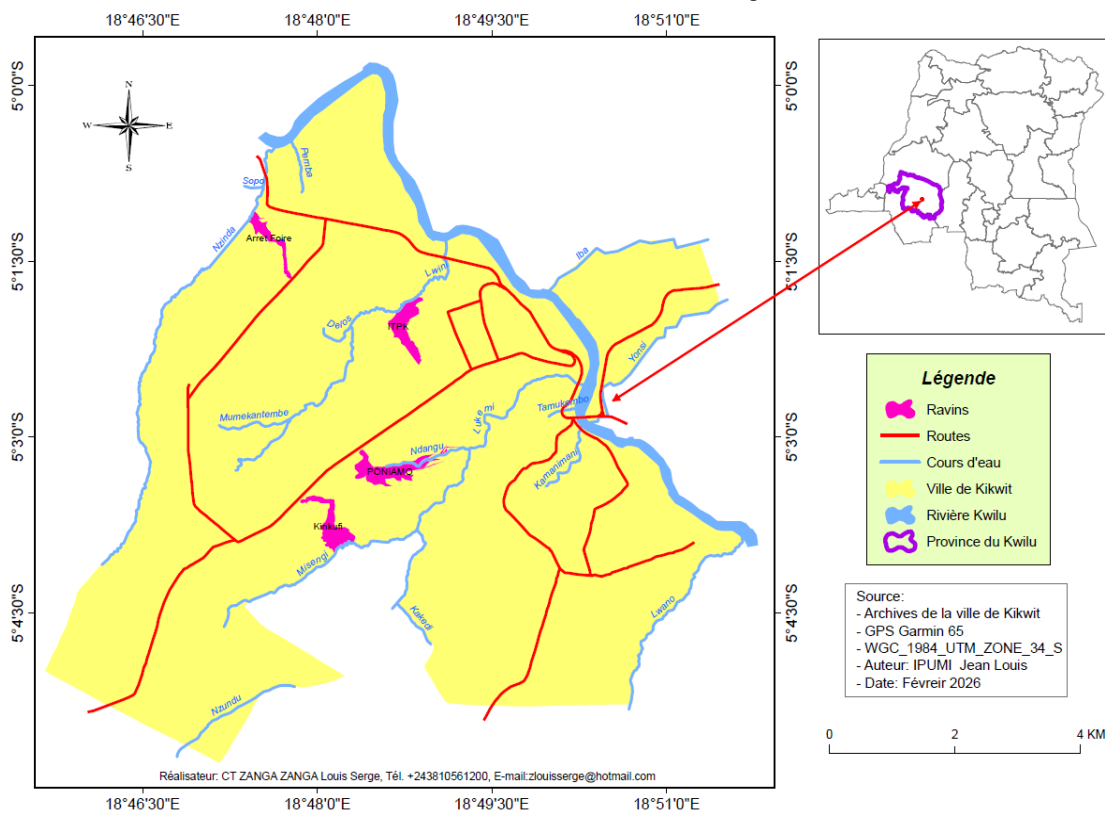 18°46'30"E 18°48'0"E 18°49'30"E 18°51'0"E
5°0'0"S
5°0'0"S
N
W E
S
Pemba
Sopo
Nzinda
Arret Foire
5°1'30"S
5°1'30"S
Lwini
Iba
Dejos
ITPK
Yonsi
Mumekantembe
Lukemi
Tamukombo
5°3'0"S
5°3'0"S
Ndangu
PONIAMO
Kamanimani
Kinkufi
Misengi
Kakedi
Lwano
5°4'30"S
5°4'30"S
Nzundu
Réalisateur: CT ZANGA ZANGA Louis Serge, Tél. +243810561200, E-mail:zlouisserge@hotmail.com
18°46'30"E 18°48'0"E 18°49'30"E 18°51'0"E
Légende
Ravins
Routes
Cours d'eau
Ville de Kikwit
Rivière Kwilu
Province du Kwilu
Source:
- Archives de la ville de Kikwit
- GPS Garmin 65
- WGC_1984_UTM_ZONE_34_S
- Auteur: IPUMI Jean Louis
- Date: Févreir 2026
0 2 4 KM